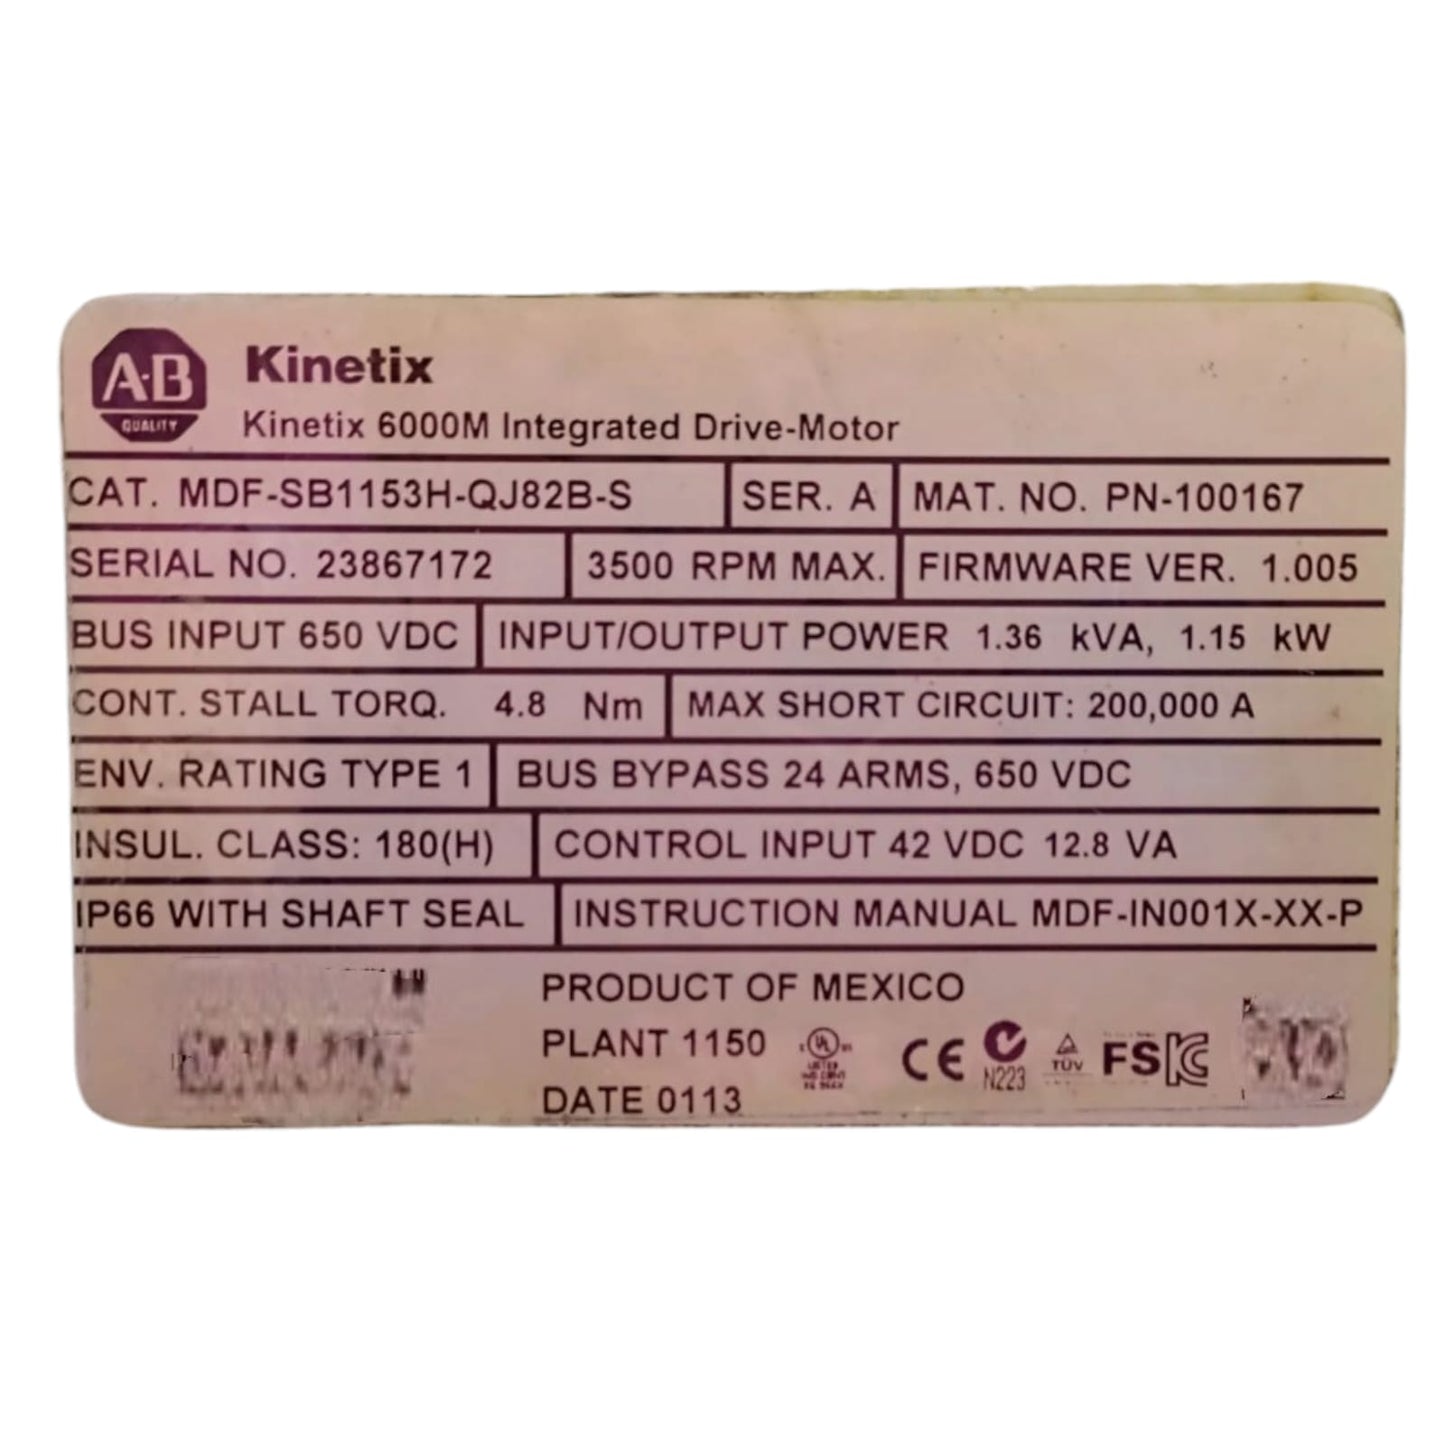 A-B
QUALITY
Kinetix
Kinetix 6000M Integrated Drive-Motor
CAT. MDF-SB1153H-QJ82B-S SER. A MAT. NO. PN-100167
SERIAL NO. 23867172 3500 RPM MAX. FIRMWARE VER. 1.005
BUS INPUT 650 VDC INPUT/OUTPUT POWER 1.36 kVA, 1.15 kW
CONT. STALL TORQ. 4.8 Nm MAX SHORT CIRCUIT: 200,000 A
ENV. RATING TYPE 1 BUS BYPASS 24 ARMS, 650 VDC
INSUL. CLASS: 180(H) CONTROL INPUT 42 VDC 12.8 VA
IP66 WITH SHAFT SEAL INSTRUCTION MANUAL MDF-IN001X-XX-P
PRODUCT OF MEXICO
PLANT 1150
DATE 0113
UL
LISTED
CE
N223
TÜV
FS
KC